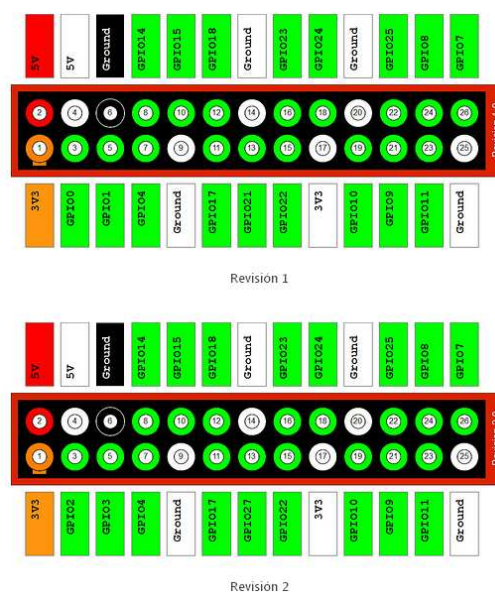 5V 5V Ground GPIO14 GPIO15 GPIO18 Ground GPIO23 GPIO24 Ground GPIO25 GPIO8 GPIO7
2 4 6 8 10 12 14 16 18 20 22 24 26
1 3 5 7 9 11 13 15 17 19 21 23 25
3V3 GPIO0 GPIO1 GPIO4 Ground GPIO17 GPIO21 GPIO22 3V3 GPIO10 GPIO9 GPIO11 Ground
Revisión 1
5V 5V Ground GPIO14 GPIO15 GPIO18 Ground GPIO23 GPIO24 Ground GPIO25 GPIO8 GPIO7
2 4 6 8 10 12 14 16 18 20 22 24 26
1 3 5 7 9 11 13 15 17 19 21 23 25
3V3 GPIO2 GPIO3 GPIO4 Ground GPIO17 GPIO27 GPIO22 3V3 GPIO10 GPIO9 GPIO11 Ground
Revisión 2